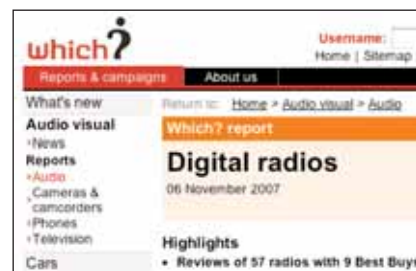 which?
Username:
Home | Sitemap
Reports & campaigns
About us
What's new
Audio visual
News
Reports
Audio
Cameras &
camcorders
Phones
Television
Cars
Return to: Home > Audio visual > Audio
Which? report
Digital radios
06 November 2007
Highlights
• Reviews of 57 radios with 9 Best Buys